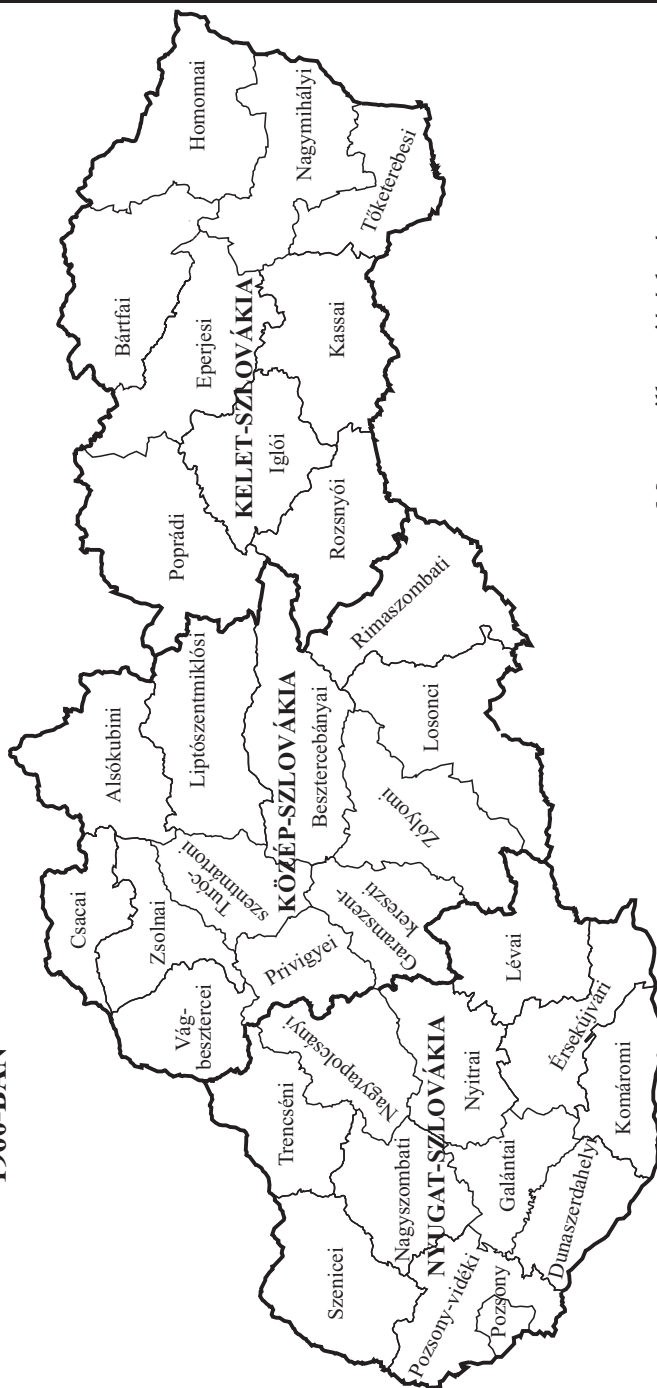 Csacai
Alsókubini
Zsolnai
Vág-
besztercei
Turóc-
szentmártoni
Liptószentmiklósi
Privigyei
KÖZÉP-SZLOVÁKIA
Besztercebányai
Garamszent-
kereszti
Zólyomi
Losonci
Rimaszombati
Poprádi
Bártfai
Homonnai
Eperjesi
KELET-SZLOVÁKIA
Iglói
Nagymihályi
Rozsnyói
Kassai
Tőketerebesi
Trencséni
Szenicei
Nagytapolcsányi
Nagyszombati
NYUGAT-SZLOVÁKIA
Nyitrai
Lévai
Pozsony-vidéki
Pozsony
Galántai
Érsekújvári
Dunaszerdahelyi
Komáromi